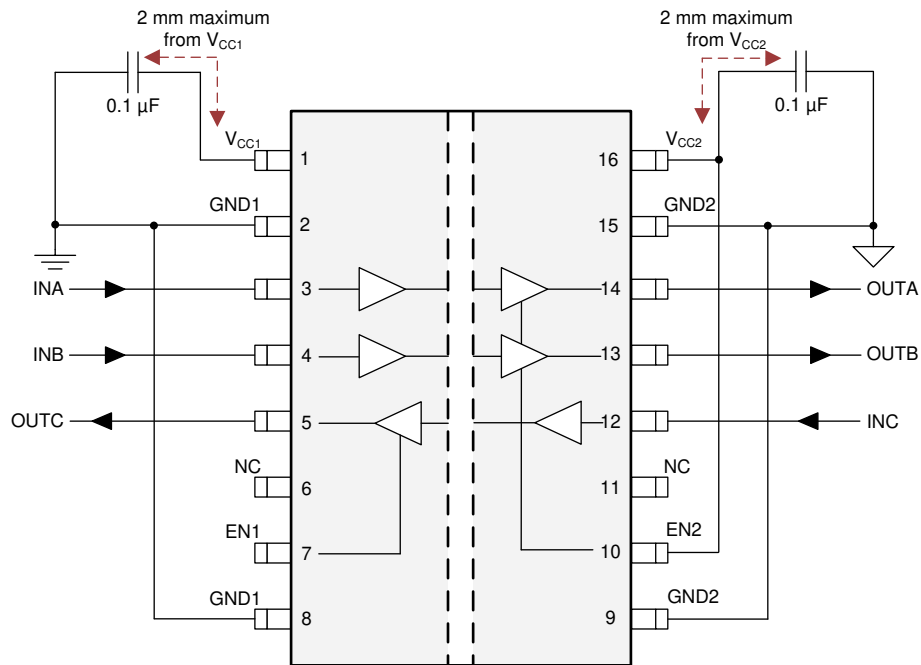 2 mm maximum
from VCC1
2 mm maximum
from VCC2
0.1 µF
0.1 µF
VCC1
1
16
VCC2
GND1
2
15
GND2
INA
3
14
OUTA
INB
4
13
OUTB
OUTC
5
12
INC
NC
6
11
NC
EN1
7
10
EN2
GND1
8
9
GND2